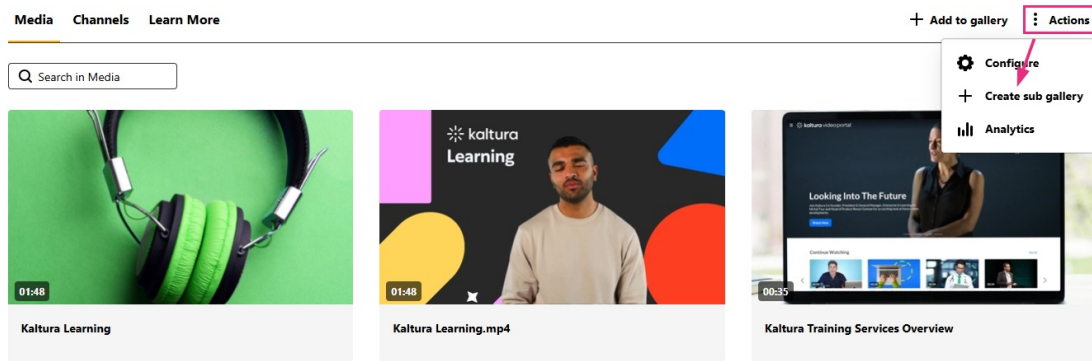 Media Channels Learn More
+ Add to gallery
Actions
Search in Media
Configure
+ Create sub gallery
Analytics
kaltura
Learning
kaltura videoportal
Looking Into The Future
Continue Watching
01:48
01:48
00:35
Kaltura Learning
Kaltura Learning.mp4
Kaltura Training Services Overview